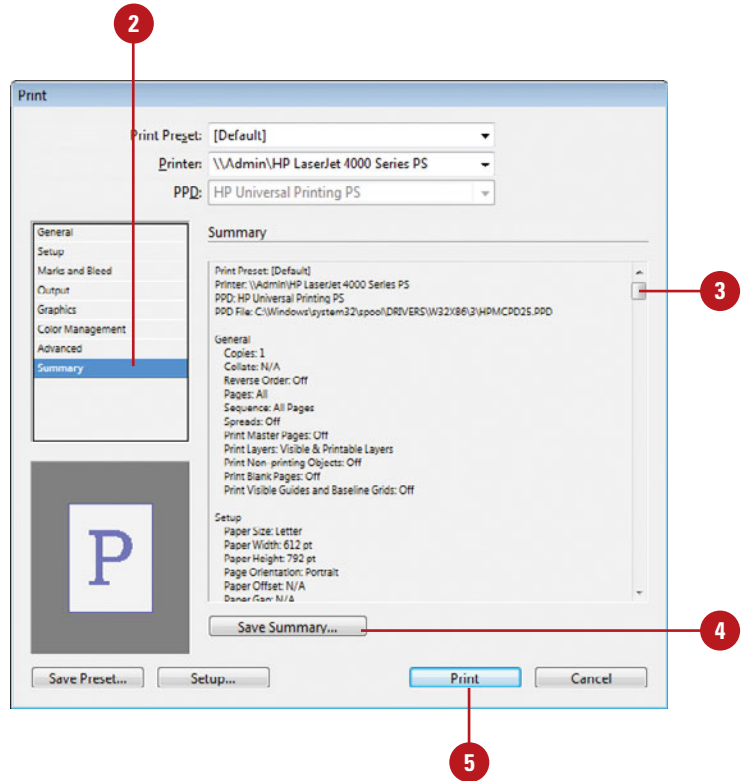 2
Print
Print Preset: [Default]
Printer: \\Admin\HP LaserJet 4000 Series PS
PPD: HP Universal Printing PS
General
Setup
Marks and Bleed
Output
Graphics
Color Management
Advanced
Summary
Summary
Print Preset: [Default]
Printer: \\Admin\HP LaserJet 4000 Series PS
PPD: HP Universal Printing PS
PPD File: C:\Windows\system32\spool\DRIVERS\W32X86\3\HPMCPD25.PPD
General
Copies: 1
Collate: N/A
Reverse Order: Off
Pages: All
Sequence: All Pages
Spreads: Off
Print Master Pages: Off
Print Layers: Visible & Printable Layers
Print Non-printing Objects: Off
Print Blank Pages: Off
Print Visible Guides and Baseline Grids: Off
Setup
Paper Size: Letter
Paper Width: 612 pt
Paper Height: 792 pt
Page Orientation: Portrait
Paper Offset: N/A
Paper Gap: N/A
3
P
Save Summary...
4
Save Preset...
Setup...
Print
Cancel
5